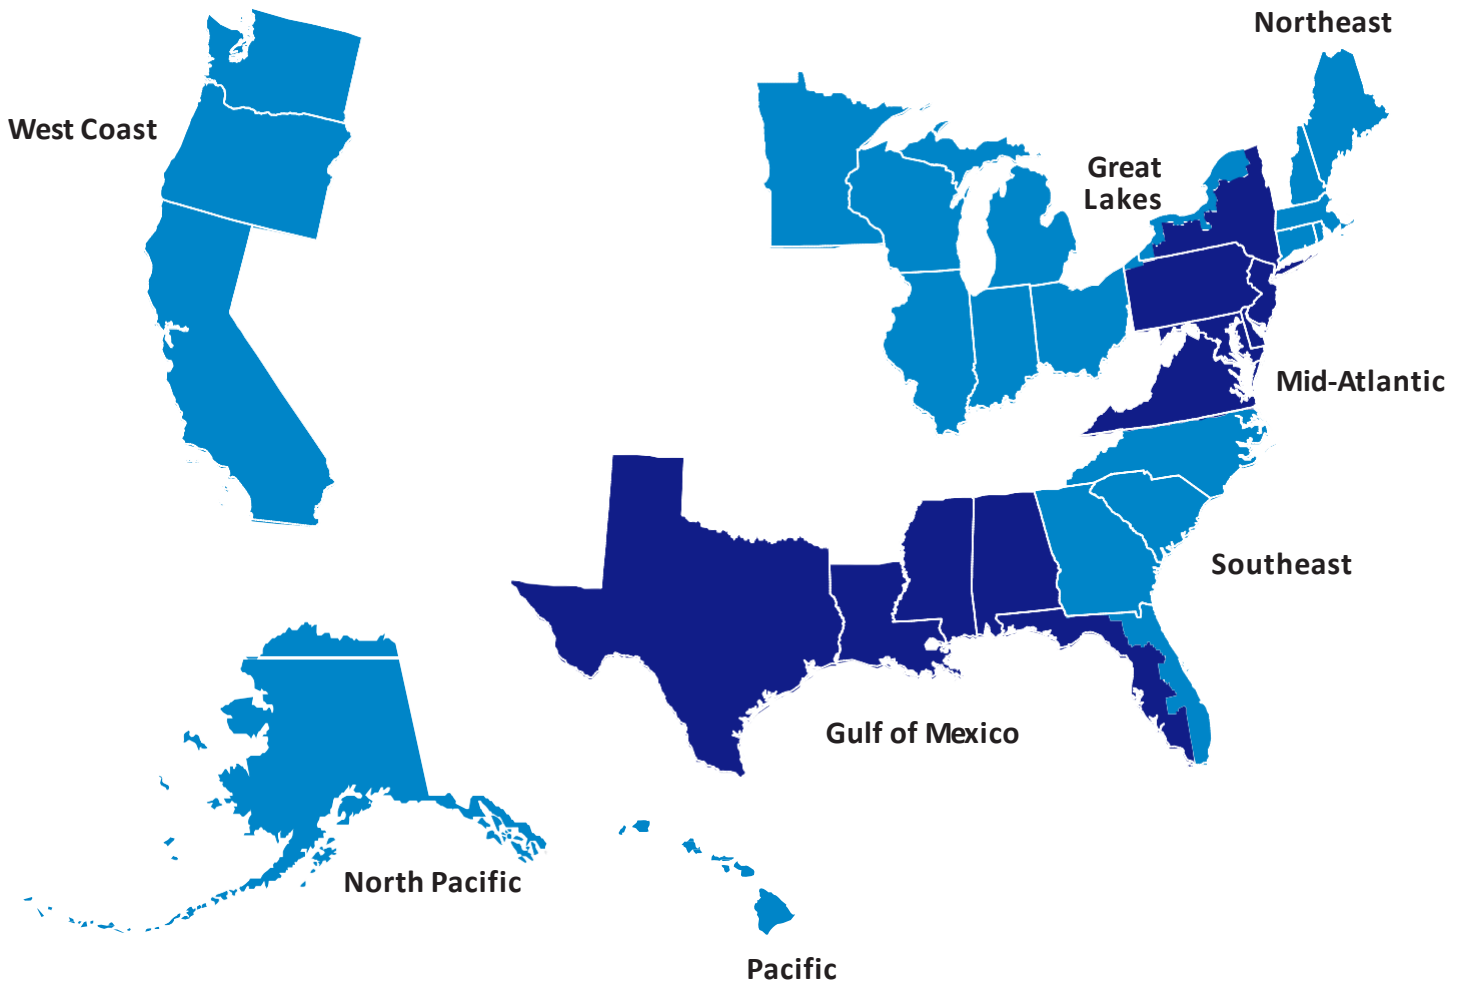 Northeast
West Coast
Great
Lakes
Mid-Atlantic
Southeast
Gulf of Mexico
North Pacific
Pacific